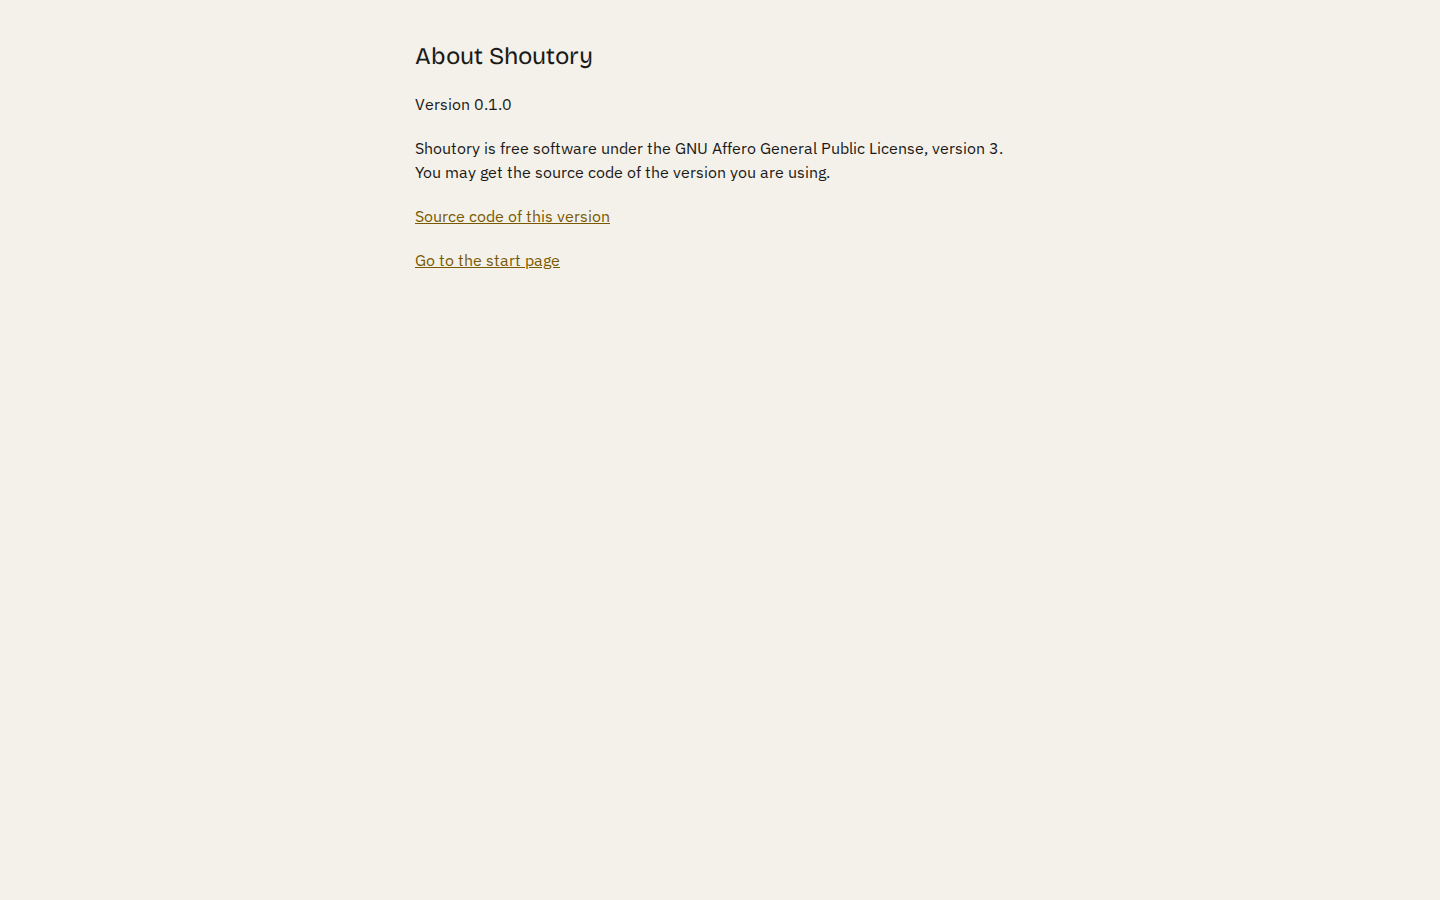 About Shoutory
Version 0.1.0
Shoutory is free software under the GNU Affero General Public License, version 3.
You may get the source code of the version you are using.
Source code of this version
Go to the start page